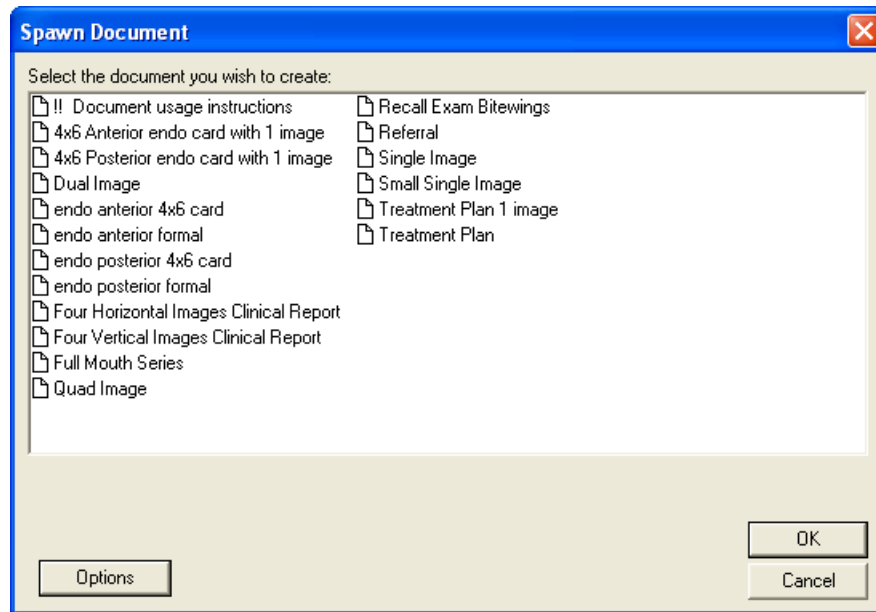 Spawn Document
Select the document you wish to create:
!! Document usage instructions
4x6 Anterior endo card with 1 image
4x6 Posterior endo card with 1 image
Dual Image
endo anterior 4x6 card
endo anterior formal
endo posterior 4x6 card
endo posterior formal
Four Horizontal Images Clinical Report
Four Vertical Images Clinical Report
Full Mouth Series
Quad Image
Recall Exam Bitewings
Referral
Single Image
Small Single Image
Treatment Plan 1 image
Treatment Plan
OK
Options
Cancel